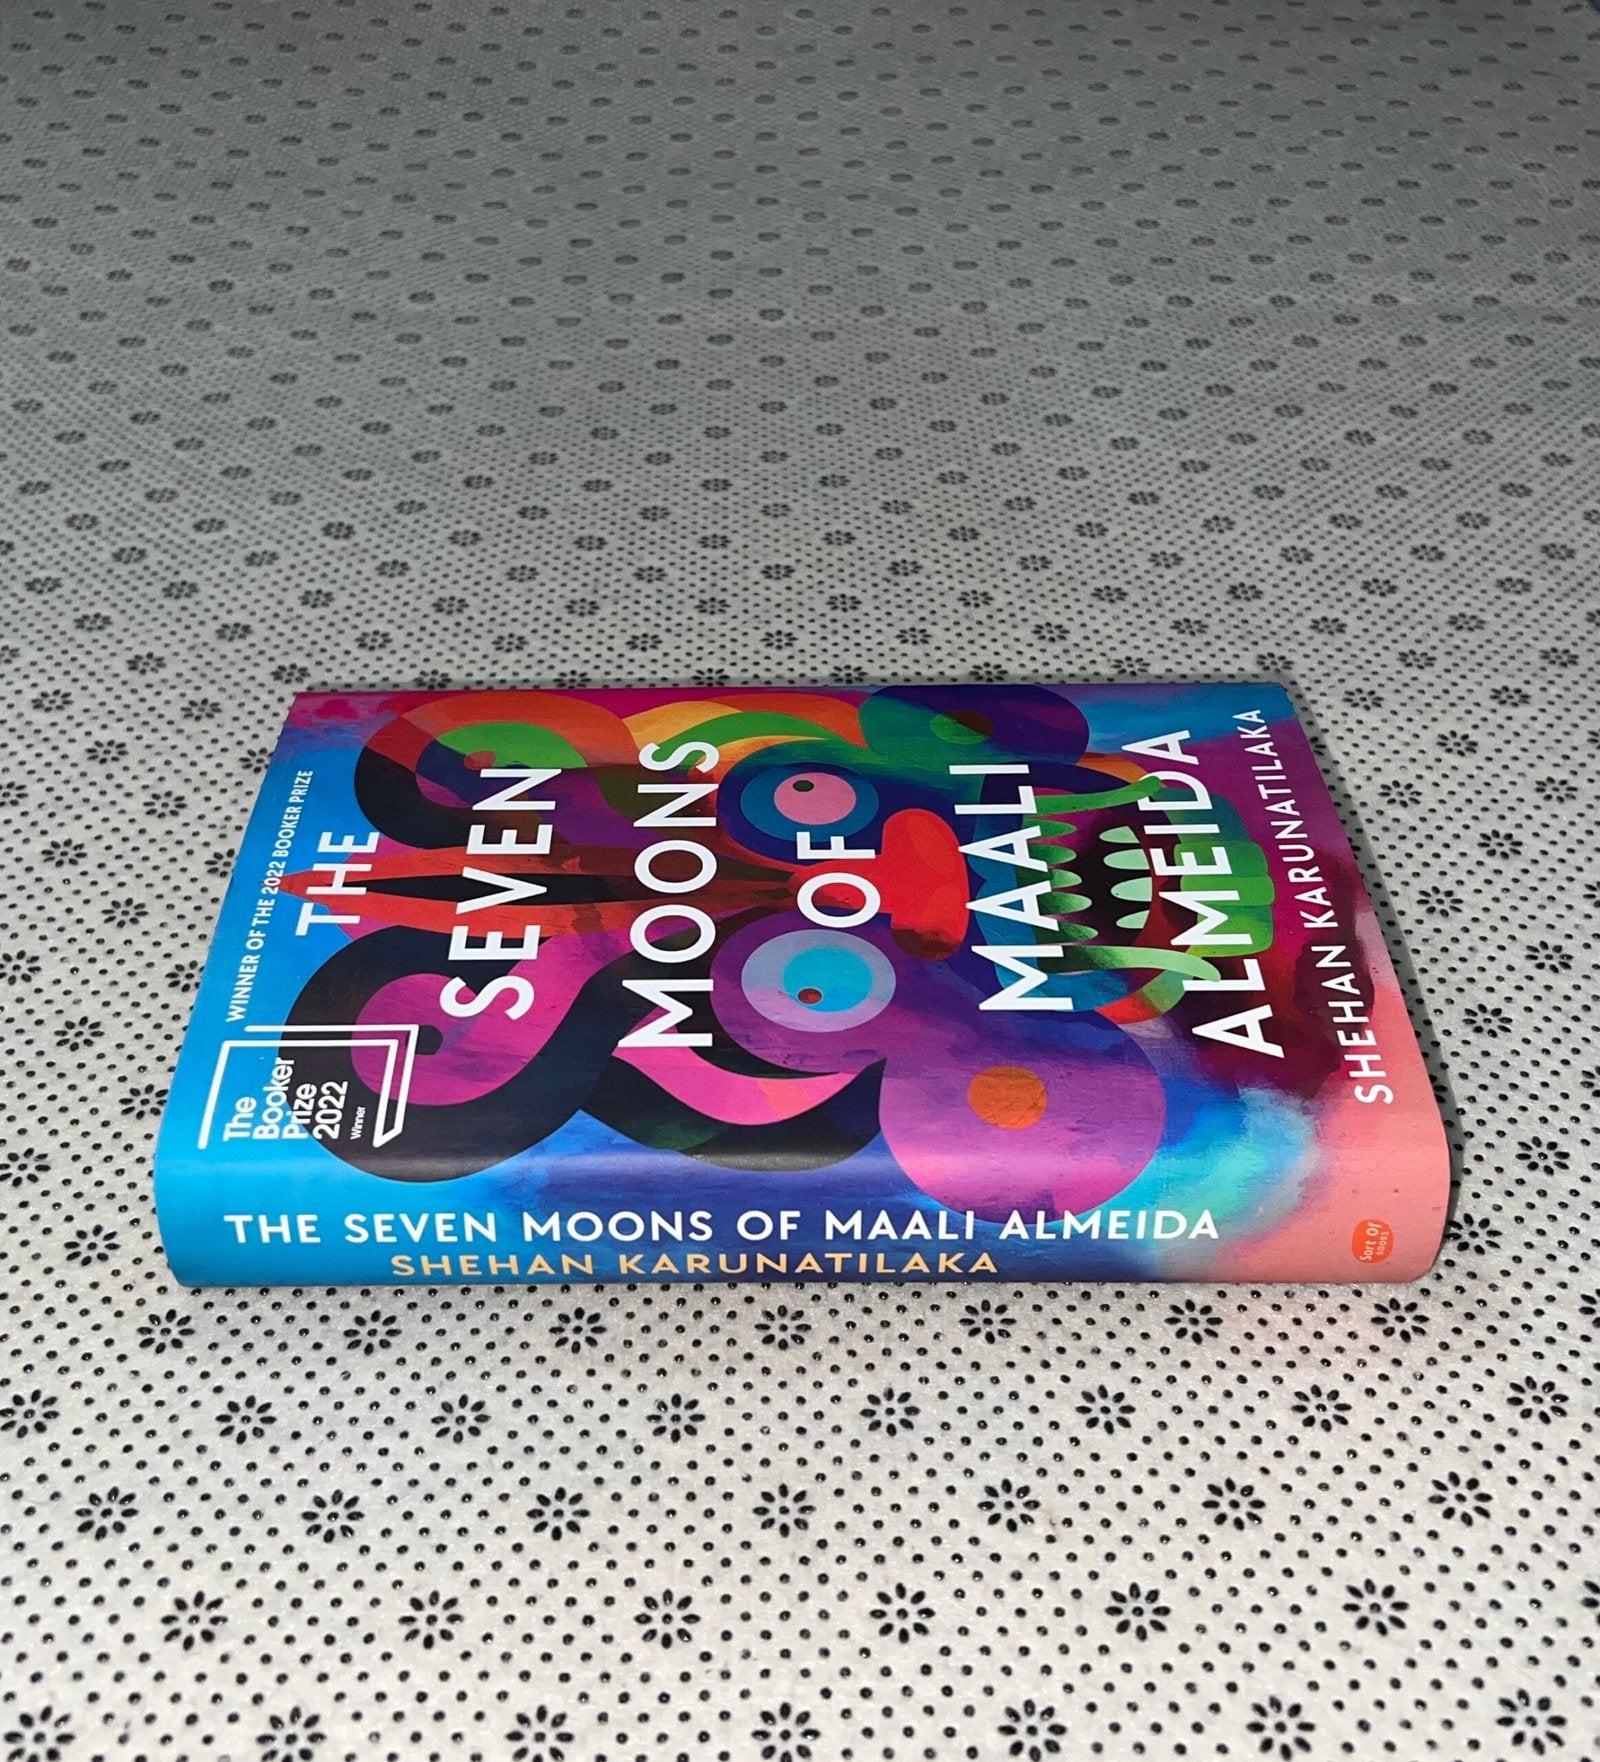 WINNER OF THE 2022 BOOKER PRIZE
THE
SEVEN
MOONS
OF
MAALI
ALMEIDA
SHEHAN KARUNATILAKA
The
Booker
Prize
2022
Winner
THE SEVEN MOONS OF MAALI ALMEIDA
SHEHAN KARUNATILAKA
Sort Of
BOOKS